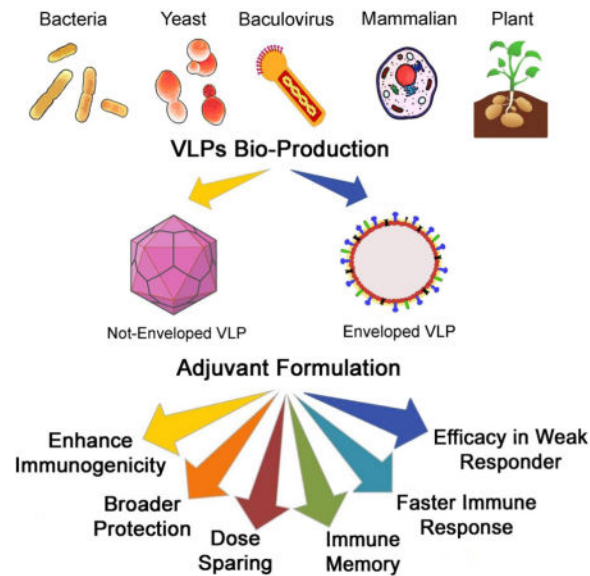 Bacteria Yeast Baculovirus Mammalian Plant
VLPs Bio-Production
Not-Enveloped VLP Enveloped VLP
Adjuvant Formulation
Enhance
Immunogenicity
Broader
Protection
Dose
Sparing
Immune
Memory
Faster Immune
Response
Efficacy in Weak
Responder